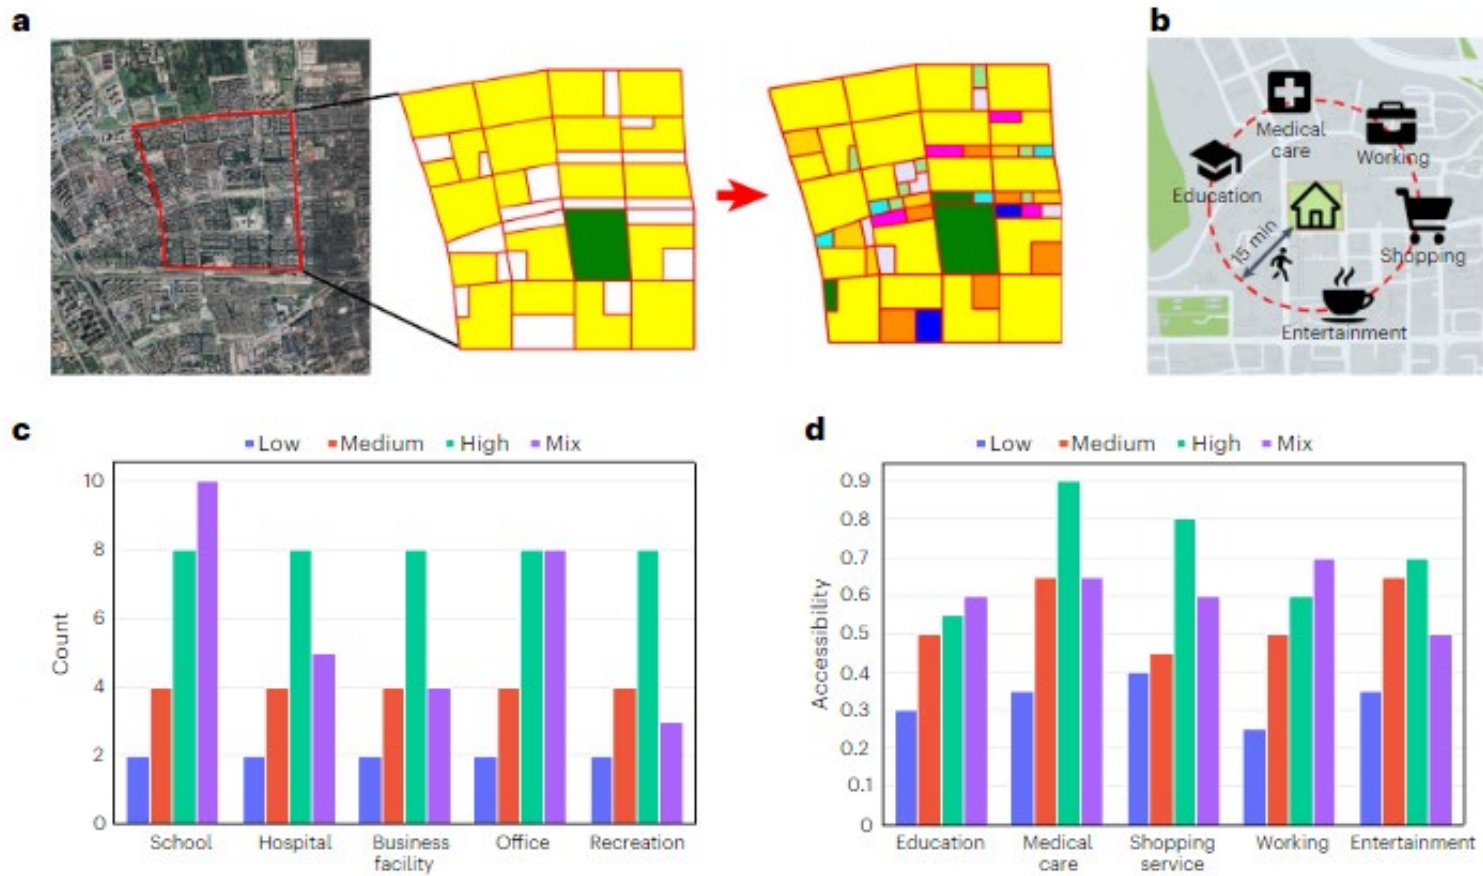 a
b
Medical
care
Working
Education
Shopping
15 min
Entertainment
c
Low Medium High Mix
Count
10
8
6
4
2
0
School Hospital Business
facility Office Recreation
d
Low Medium High Mix
Accessibility
0.9
0.8
0.7
0.6
0.5
0.4
0.3
0.2
0.1
0
Education Medical
care Shopping
service Working Entertainment